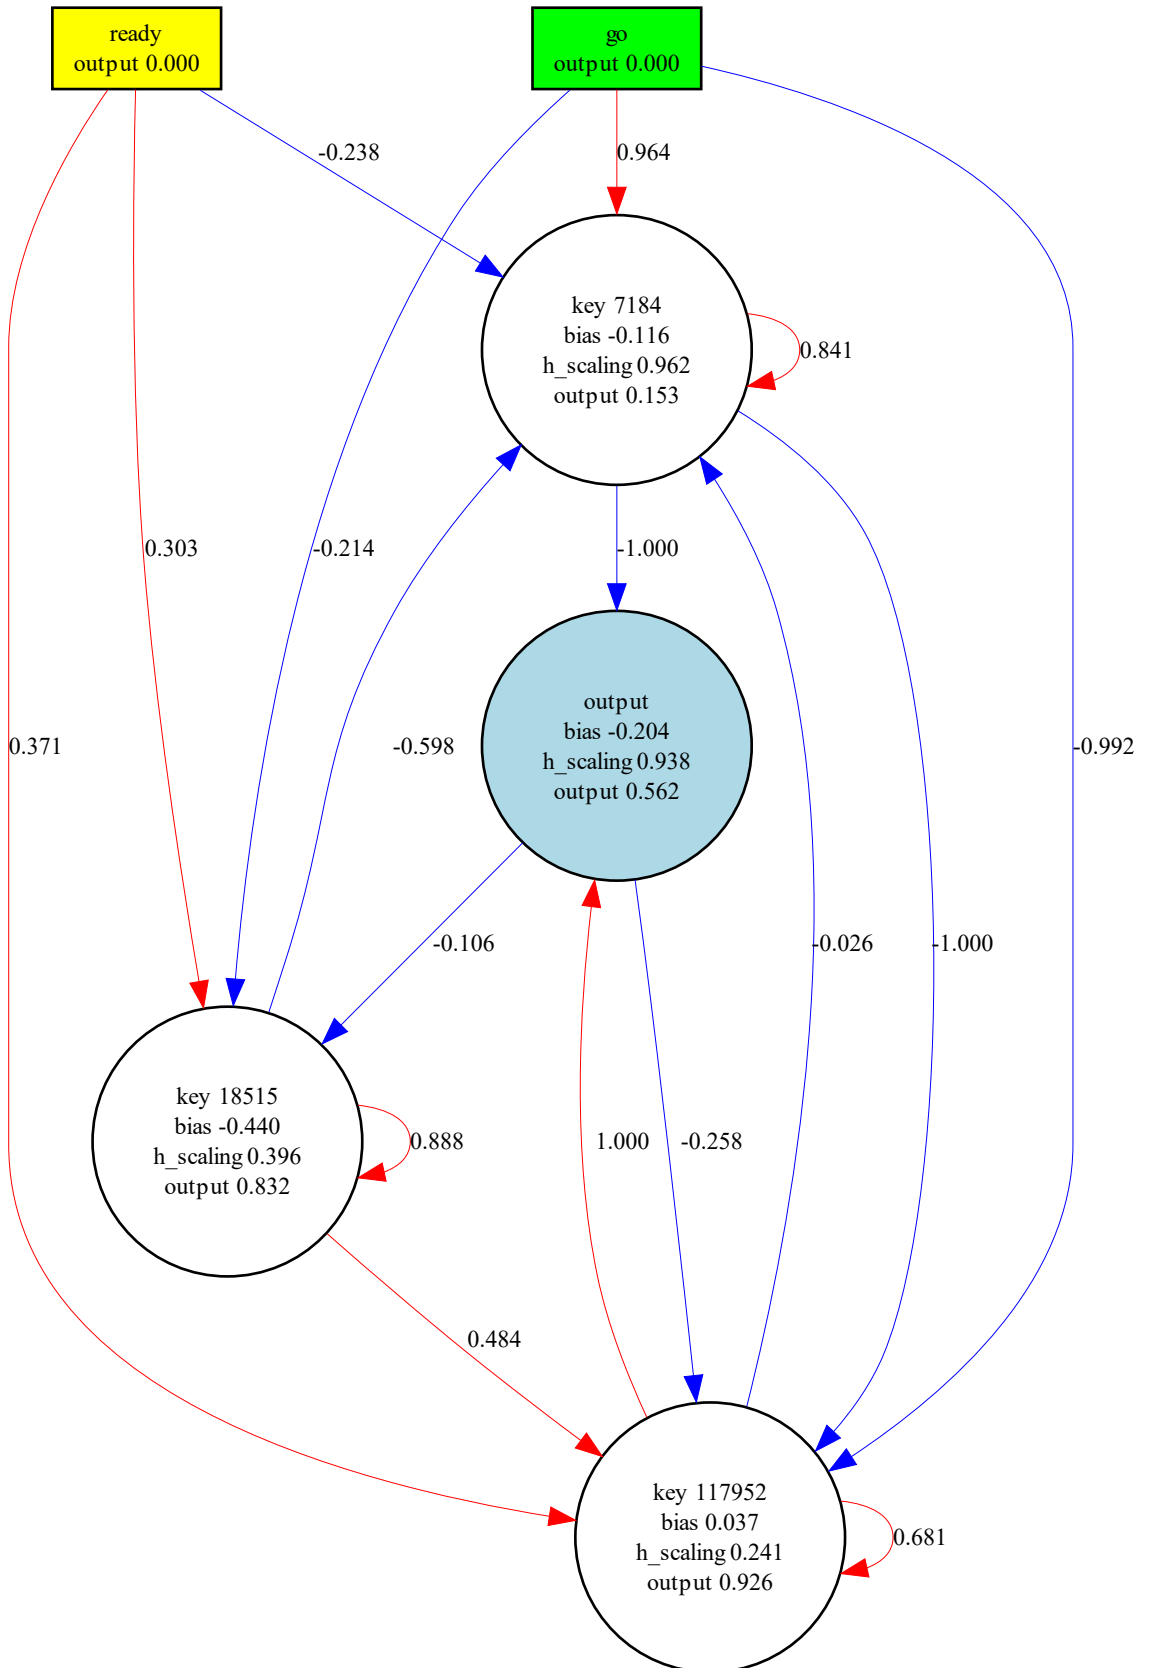 ready
output 0.000
go
output 0.000
-0.238
0.964
key 7184
bias -0.116
h_scaling 0.962
output 0.153
0.841
0.303
-0.214
-1.000
output
bias -0.204
h_scaling 0.938
output 0.562
0.371
-0.598
-0.992
-0.106
-0.026
-1.000
key 18515
bias -0.440
h_scaling 0.396
output 0.832
0.888
1.000
-0.258
0.484
key 117952
bias 0.037
h_scaling 0.241
output 0.926
0.681